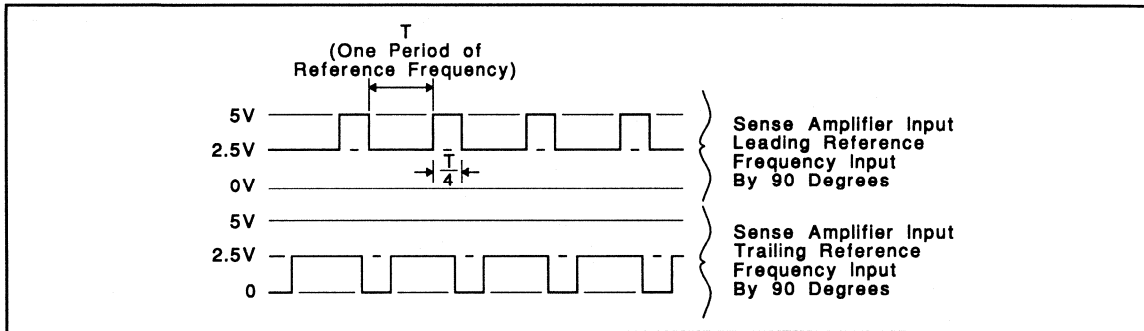 T
(One Period of
Reference Frequency)
5V
2.5V
0V
T
4
Sense Amplifier Input
Leading Reference
Frequency Input
By 90 Degrees
5V
2.5V
0
Sense Amplifier Input
Trailing Reference
Frequency Input
By 90 Degrees